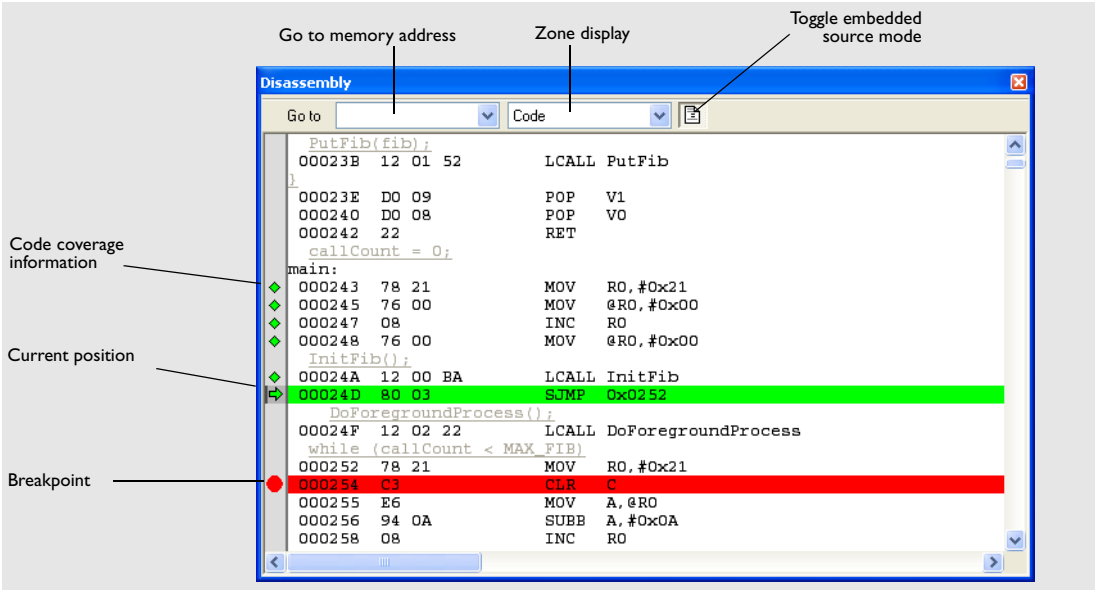 Go to memory address
Zone display
Toggle embedded
source mode
Disassembly
Go to
Code
PutFib(fib);
00023B 12 01 52 LCALL PutFib
}
00023E D0 09 POP V1
000240 D0 08 POP V0
000242 22 RET
callCount = 0;
main:
Code coverage
information
000243 78 21 MOV R0,#0x21
000245 76 00 MOV @R0,#0x00
000247 08 INC R0
000248 76 00 MOV @R0,#0x00
Current position
InitFib();
00024A 12 00 BA LCALL InitFib
00024D 80 03 SJMP 0x0252
DoForegroundProcess();
00024F 12 02 22 LCALL DoForegroundProcess
while (callCount < MAX_FIB)
000252 78 21 MOV R0,#0x21
Breakpoint
000254 C3 CLR C
000255 E6 MOV A,@R0
000256 94 0A SUBB A,#0x0A
000258 08 INC R0